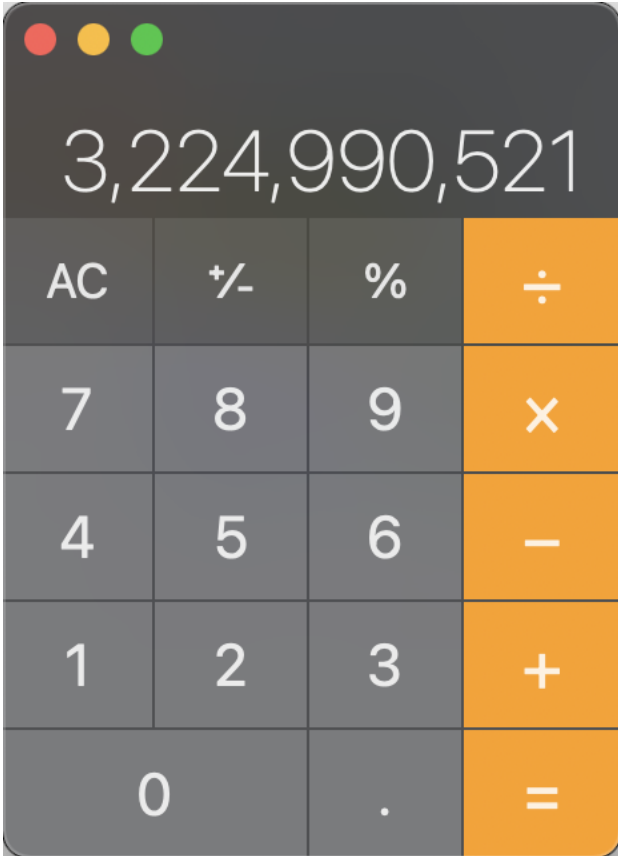 3,224,990,521
AC ⁺∕₋ % ÷
7 8 9 ×
4 5 6 −
1 2 3 +
0 . =